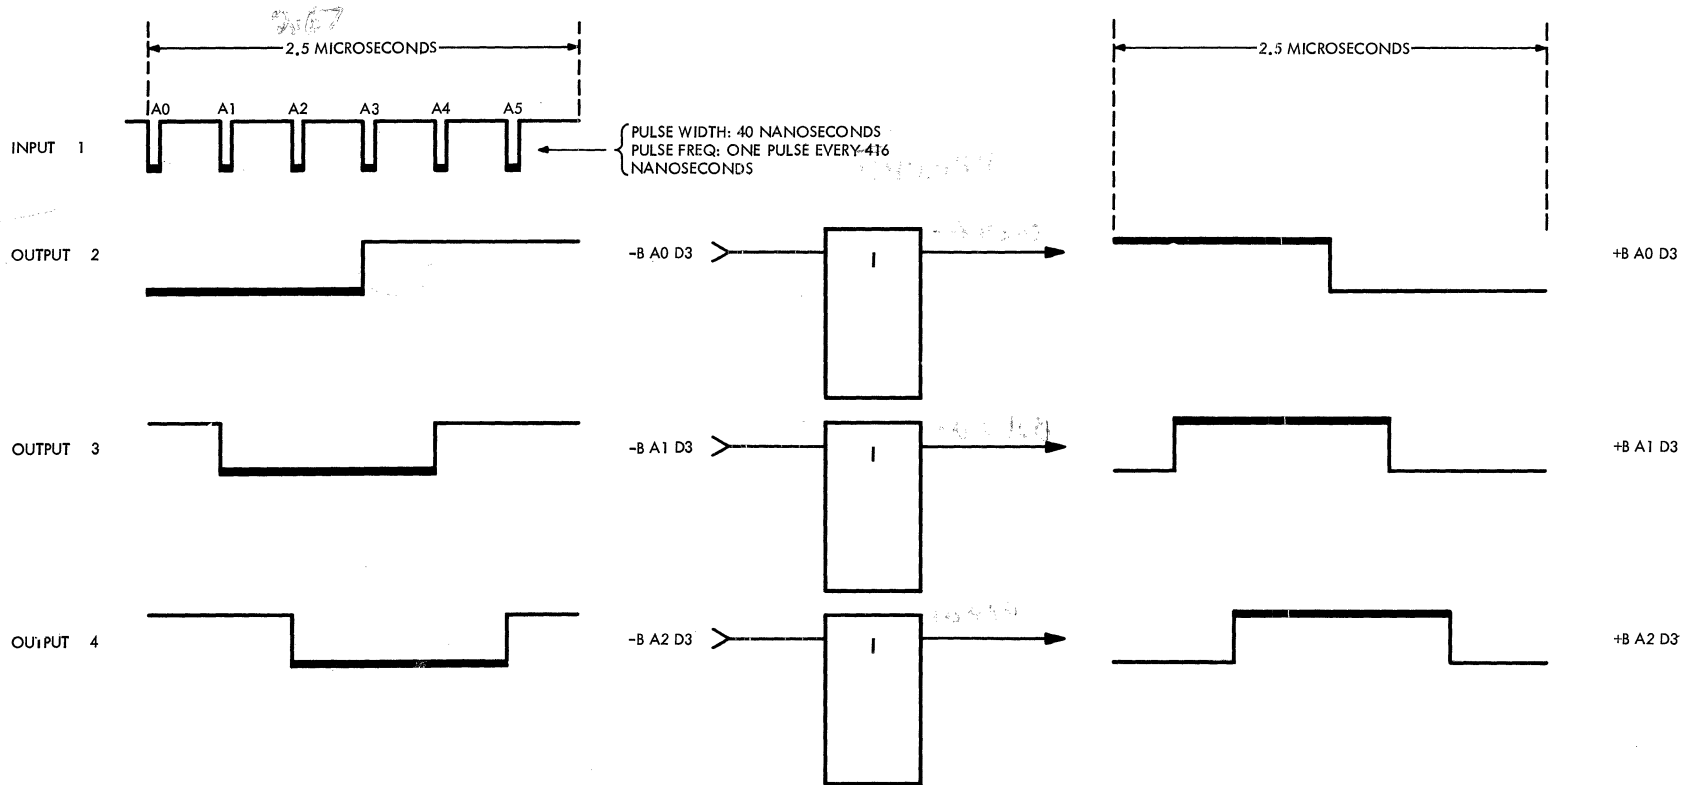 2.5 MICROSECONDS
2.5 MICROSECONDS
A0 A1 A2 A3 A4 A5
INPUT 1
PULSE WIDTH: 40 NANOSECONDS
PULSE FREQ: ONE PULSE EVERY 416
NANOSECONDS
OUTPUT 2
-B A0 D3
I
+B A0 D3
OUTPUT 3
-B A1 D3
I
+B A1 D3
OUTPUT 4
-B A2 D3
I
+B A2 D3